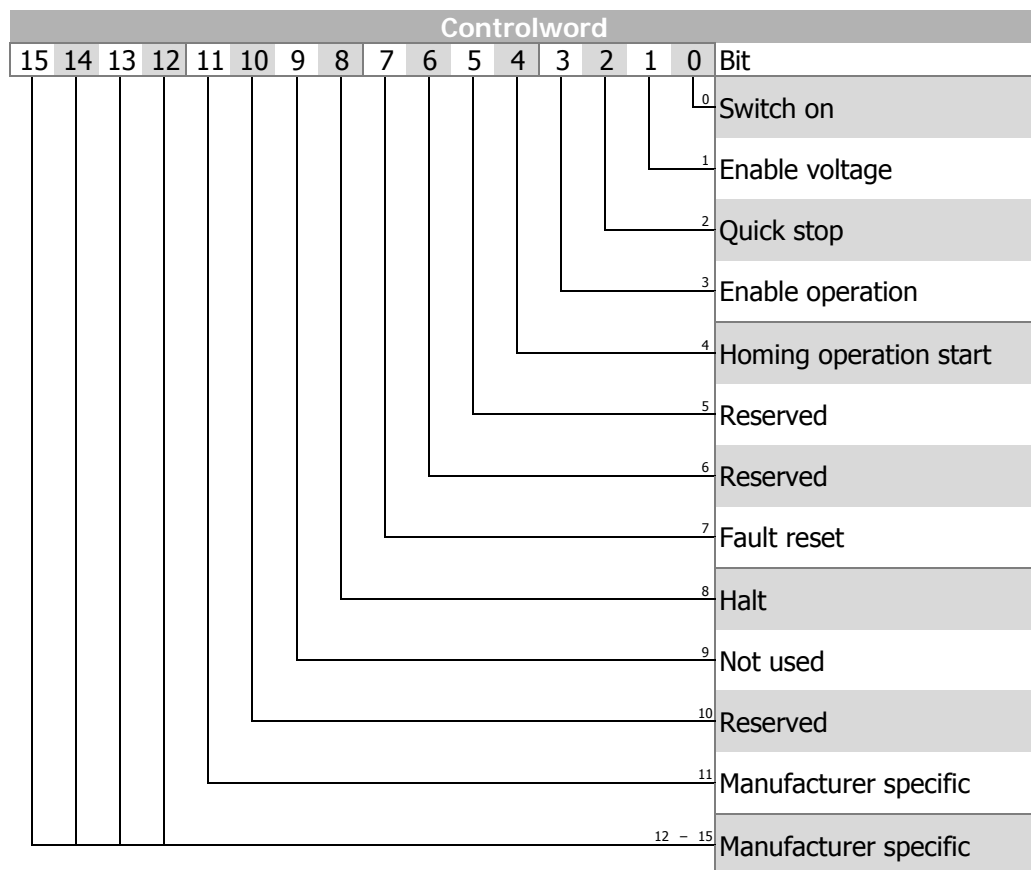 Controlword
15 14 13 12 11 10 9 8 7 6 5 4 3 2 1 0 Bit
0 Switch on
1 Enable voltage
2 Quick stop
3 Enable operation
4 Homing operation start
5 Reserved
6 Reserved
7 Fault reset
8 Halt
9 Not used
10 Reserved
11 Manufacturer specific
12 – 15 Manufacturer specific